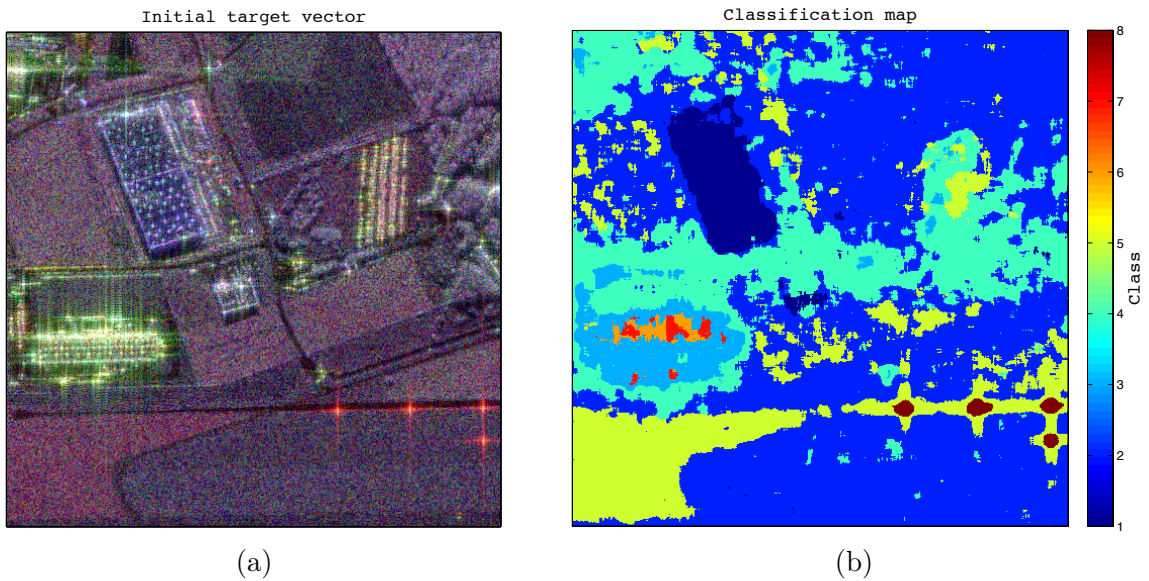 Initial target vector
Classification map
8
7
6
5
4
3
2
1
Class
(a)
(b)